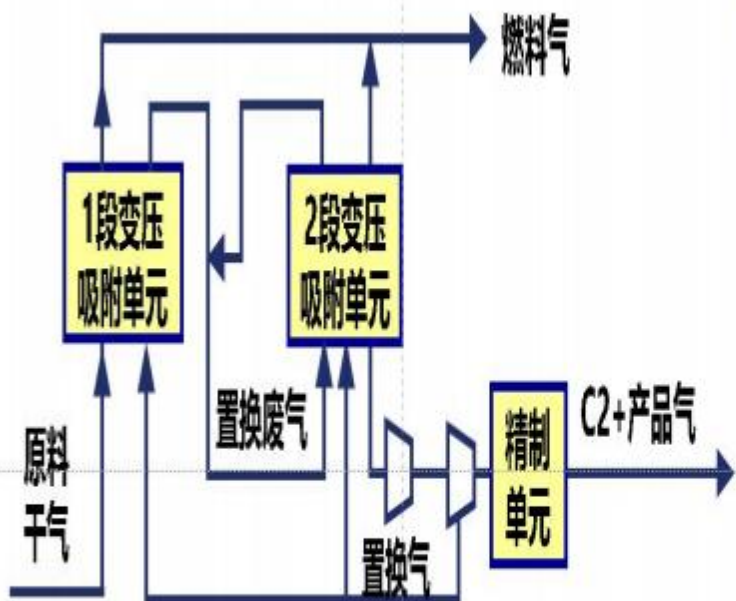 燃料气
1段变压
吸附单元
2段变压
吸附单元
置换废气
原料
干气
精制
单元
C2+产品气
置换气